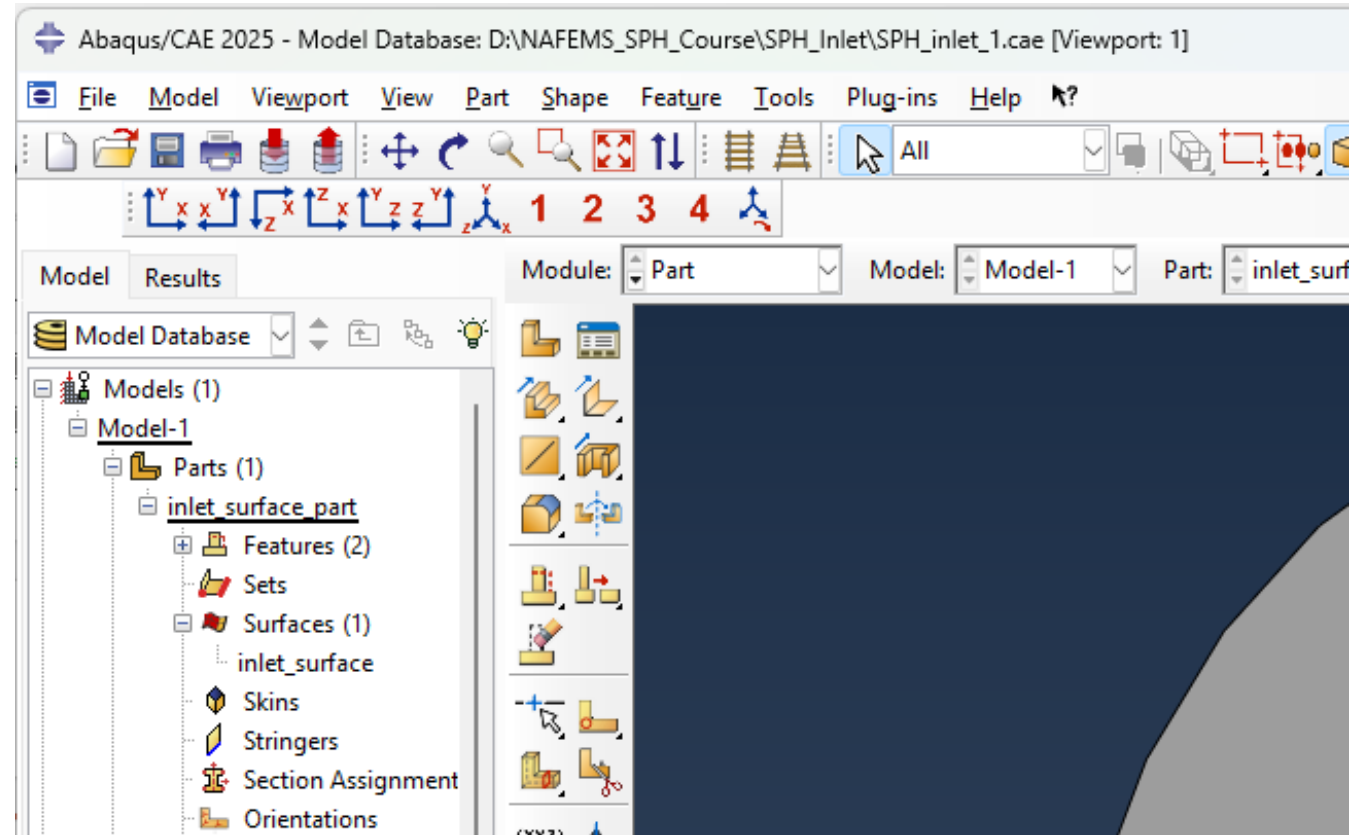 Abaqus/CAE 2025 - Model Database: D:\NAFEMS_SPH_Course\SPH_Inlet\SPH_inlet_1.cae [Viewport: 1]
File Model Viewport View Part Shape Feature Tools Plug-ins Help
All
Y X X Y Z X Z X Y Z Z Y Y Z X 1 2 3 4
Model Results
Module: Part Model: Model-1 Part: inlet_surf
Model Database
Models (1)
Model-1
Parts (1)
inlet_surface_part
Features (2)
Sets
Surfaces (1)
inlet_surface
Skins
Stringers
Section Assignment
Orientations